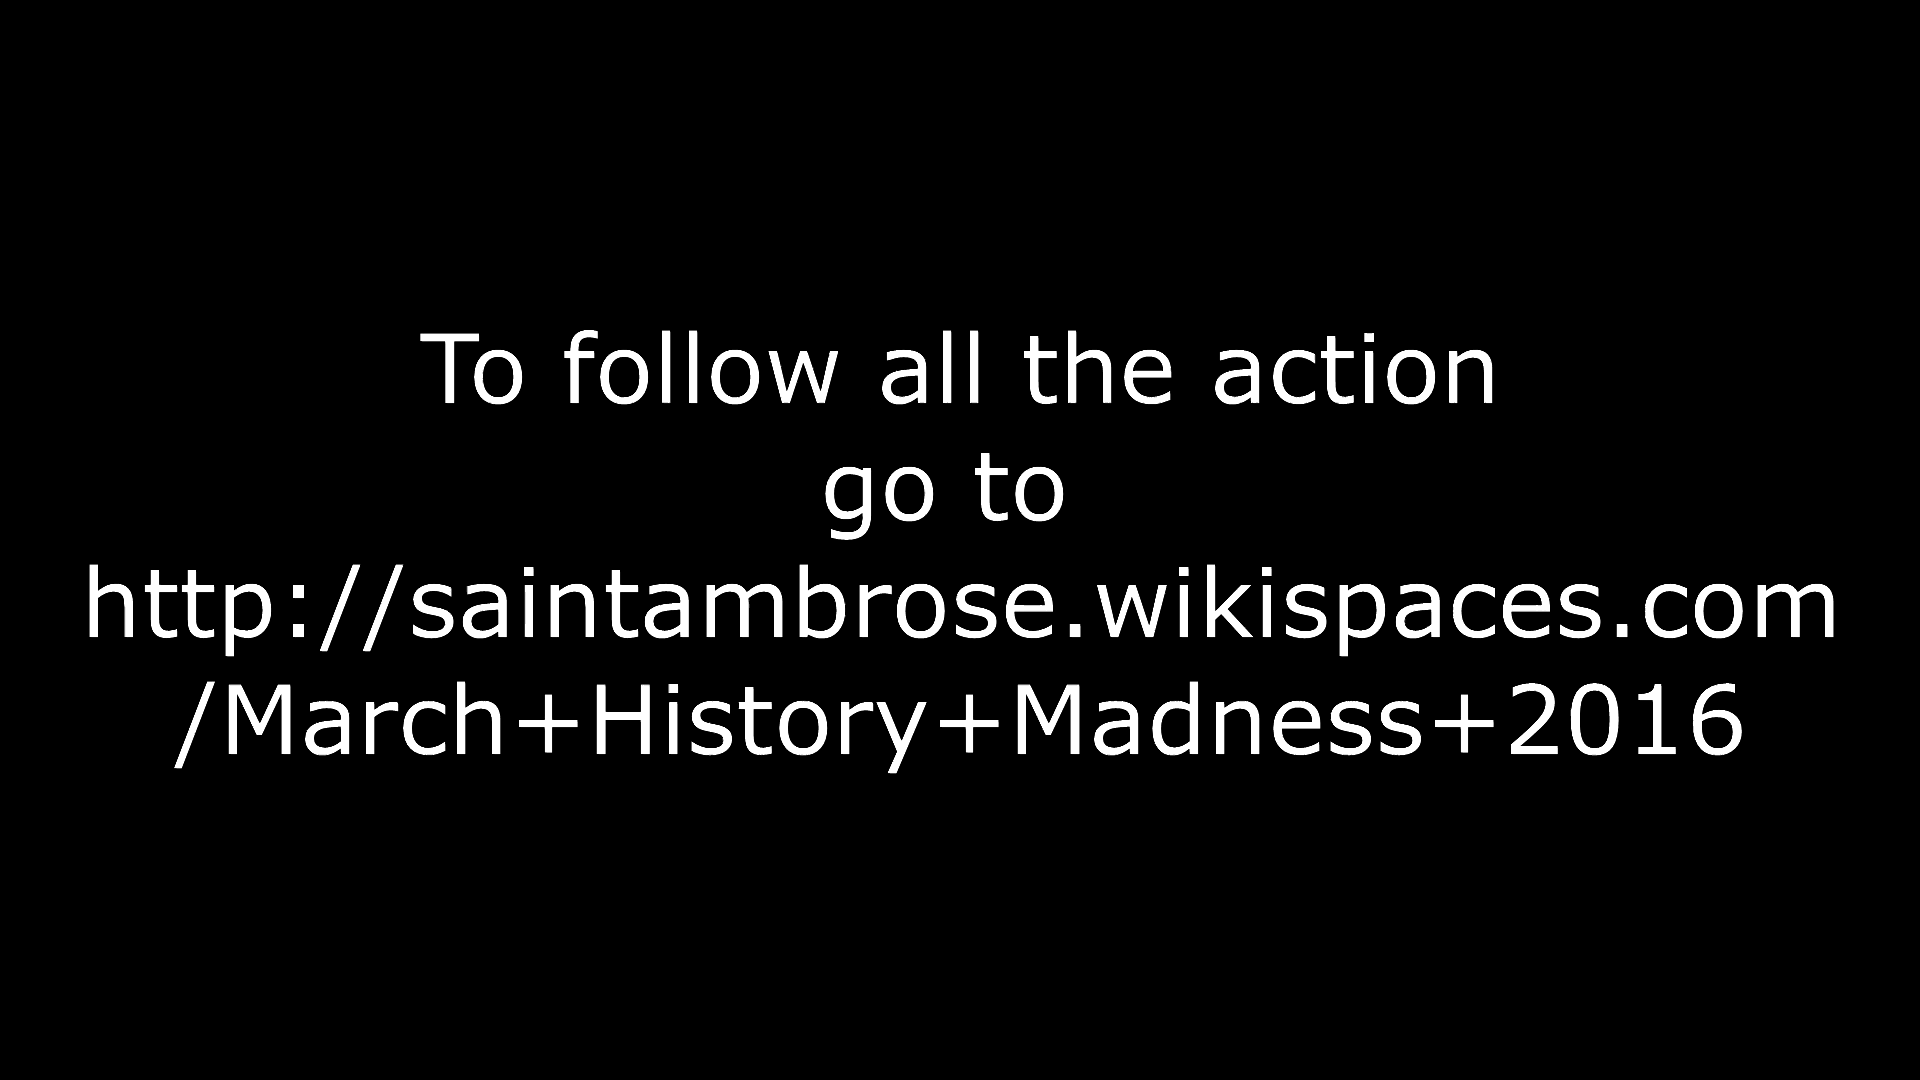 To follow all the action
go to
http://saintambrose.wikispaces.com
/March+History+Madness+2016